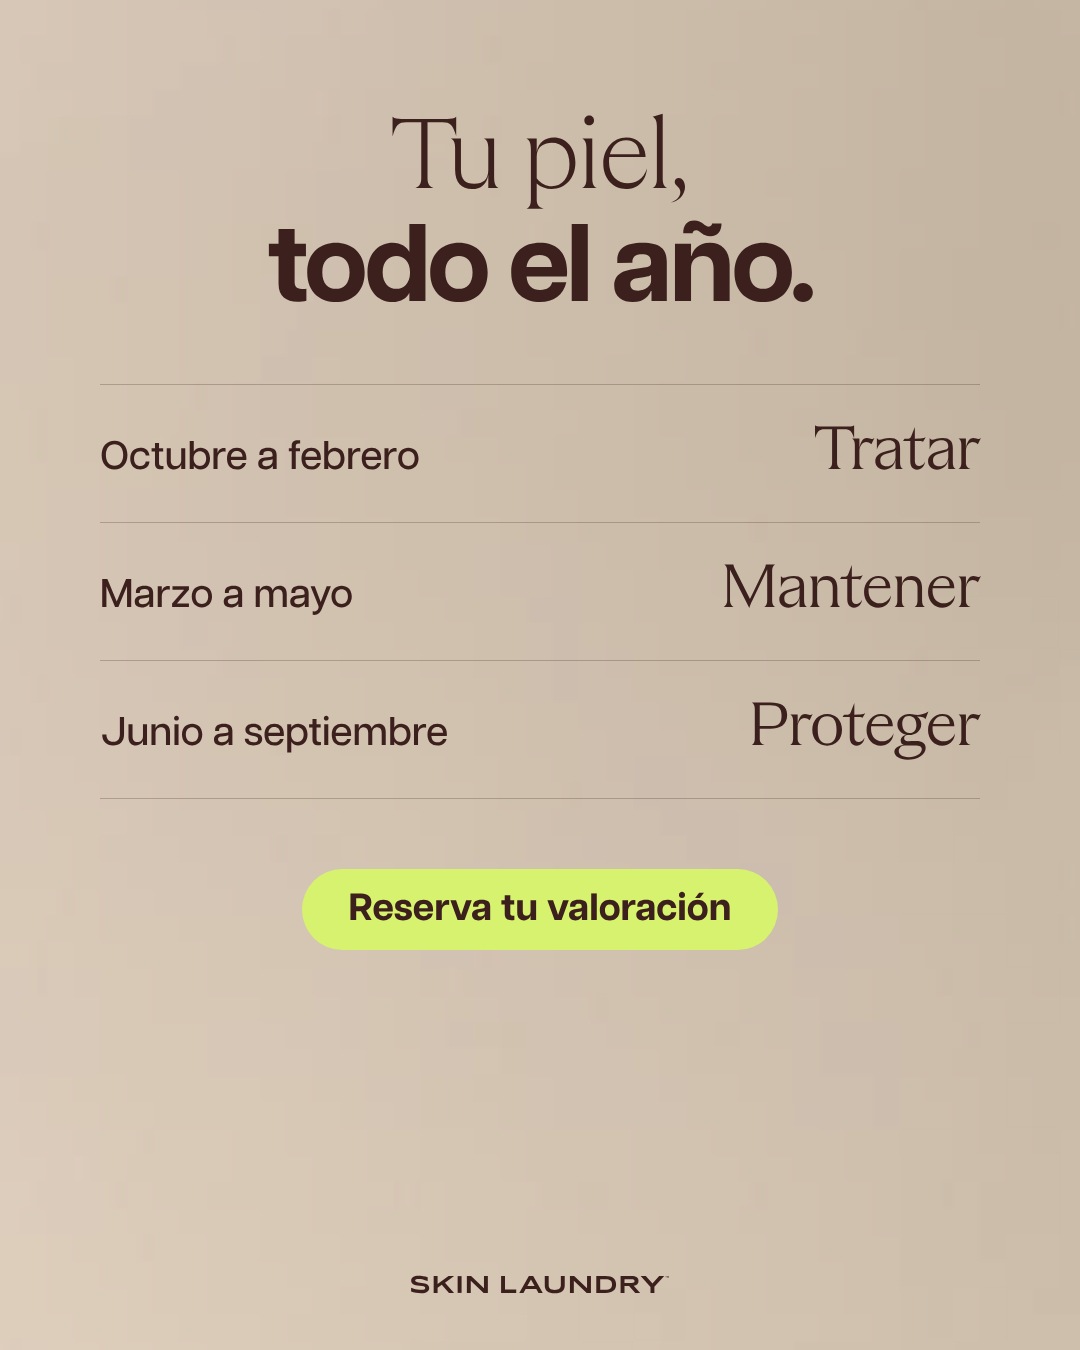 Tu piel,
todo el año.
Octubre a febrero
Tratar
Marzo a mayo
Mantener
Junio a septiembre
Proteger
Reserva tu valoración
SKIN LAUNDRY